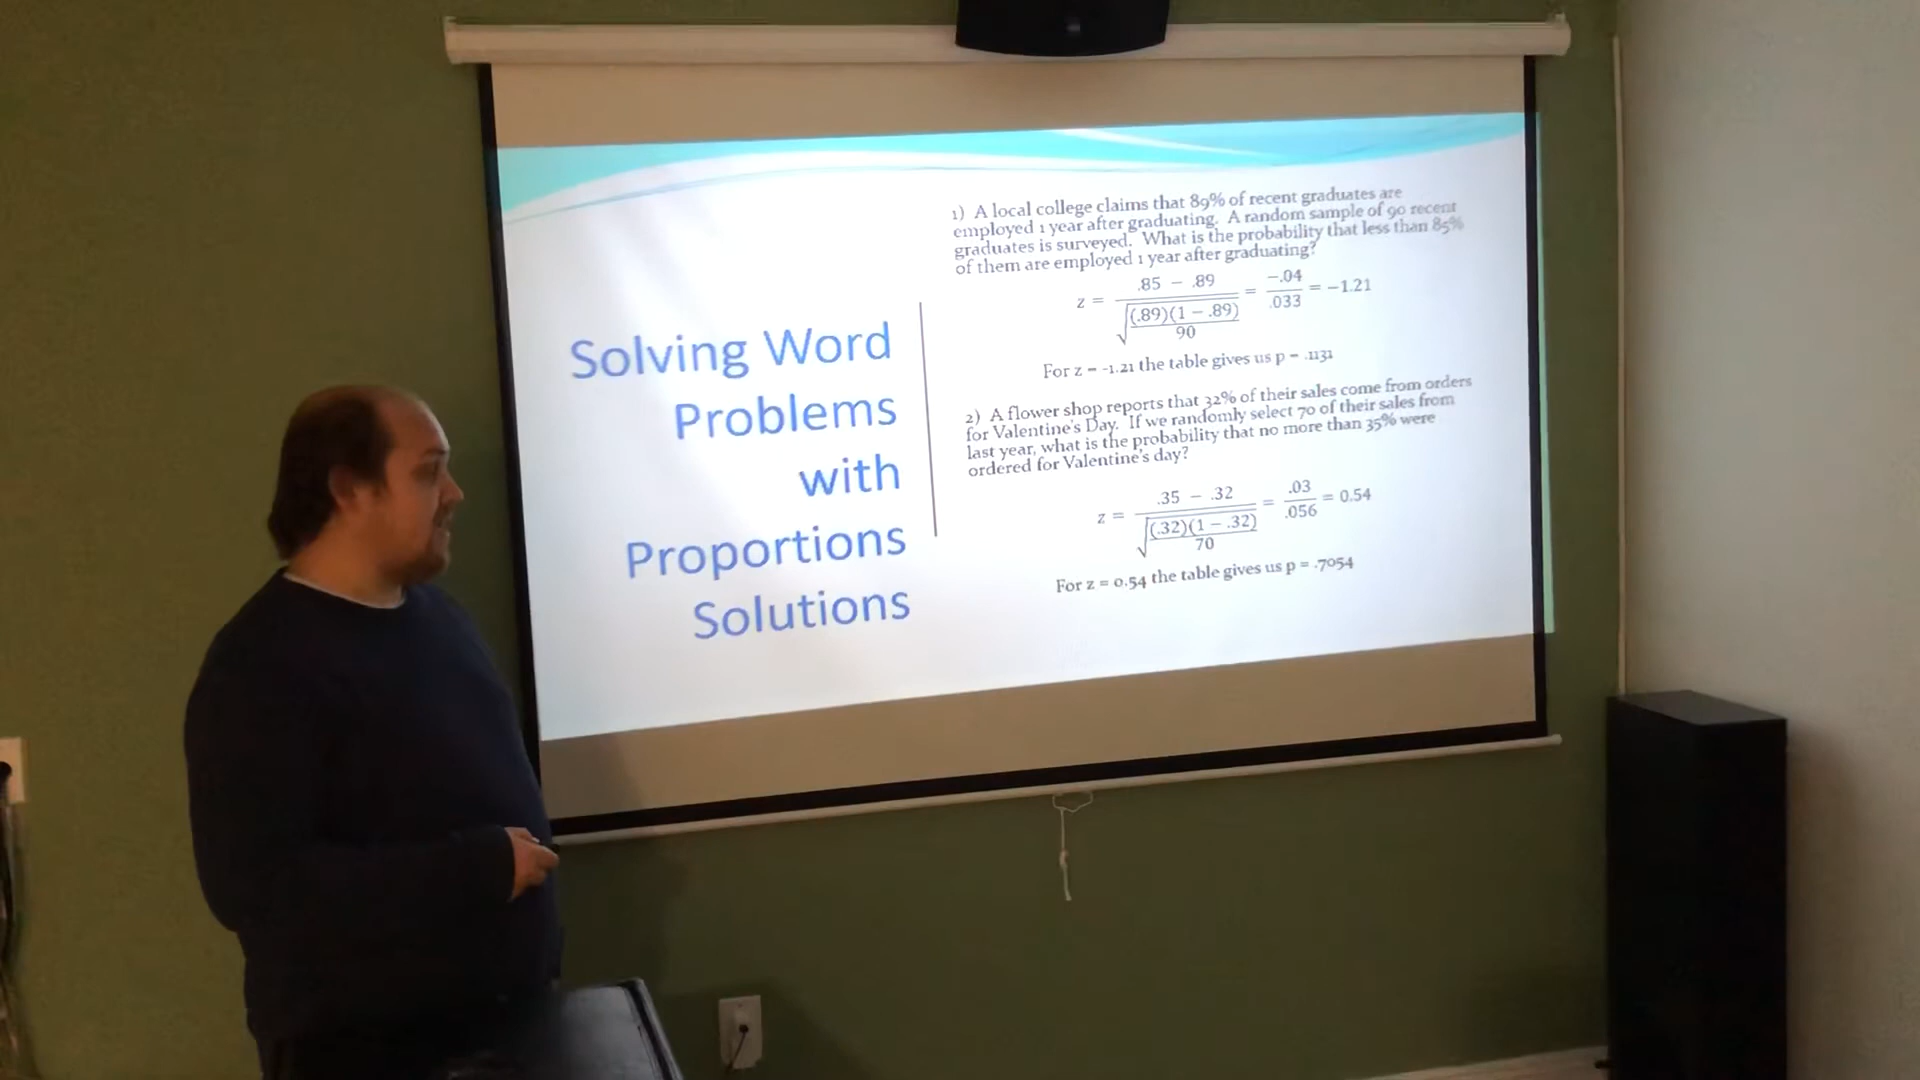 Solving Word
Problems
with
Proportions
Solutions
1) A local college claims that 89% of recent graduates are
employed 1 year after graduating. A random sample of 90 recent
graduates is surveyed. What is the probability that less than 85%
of them are employed 1 year after graduating?
z = (.85 − .89) / √((.89)(1 − .89) / 90) = −.04 / .033 = −1.21
For z = -1.21 the table gives us p = .1131
2) A flower shop reports that 32% of their sales come from orders
for Valentine's Day. If we randomly select 70 of their sales from
last year, what is the probability that no more than 35% were
ordered for Valentine's day?
z = (.35 − .32) / √((.32)(1 − .32) / 70) = .03 / .056 = 0.54
For z = 0.54 the table gives us p = .7054